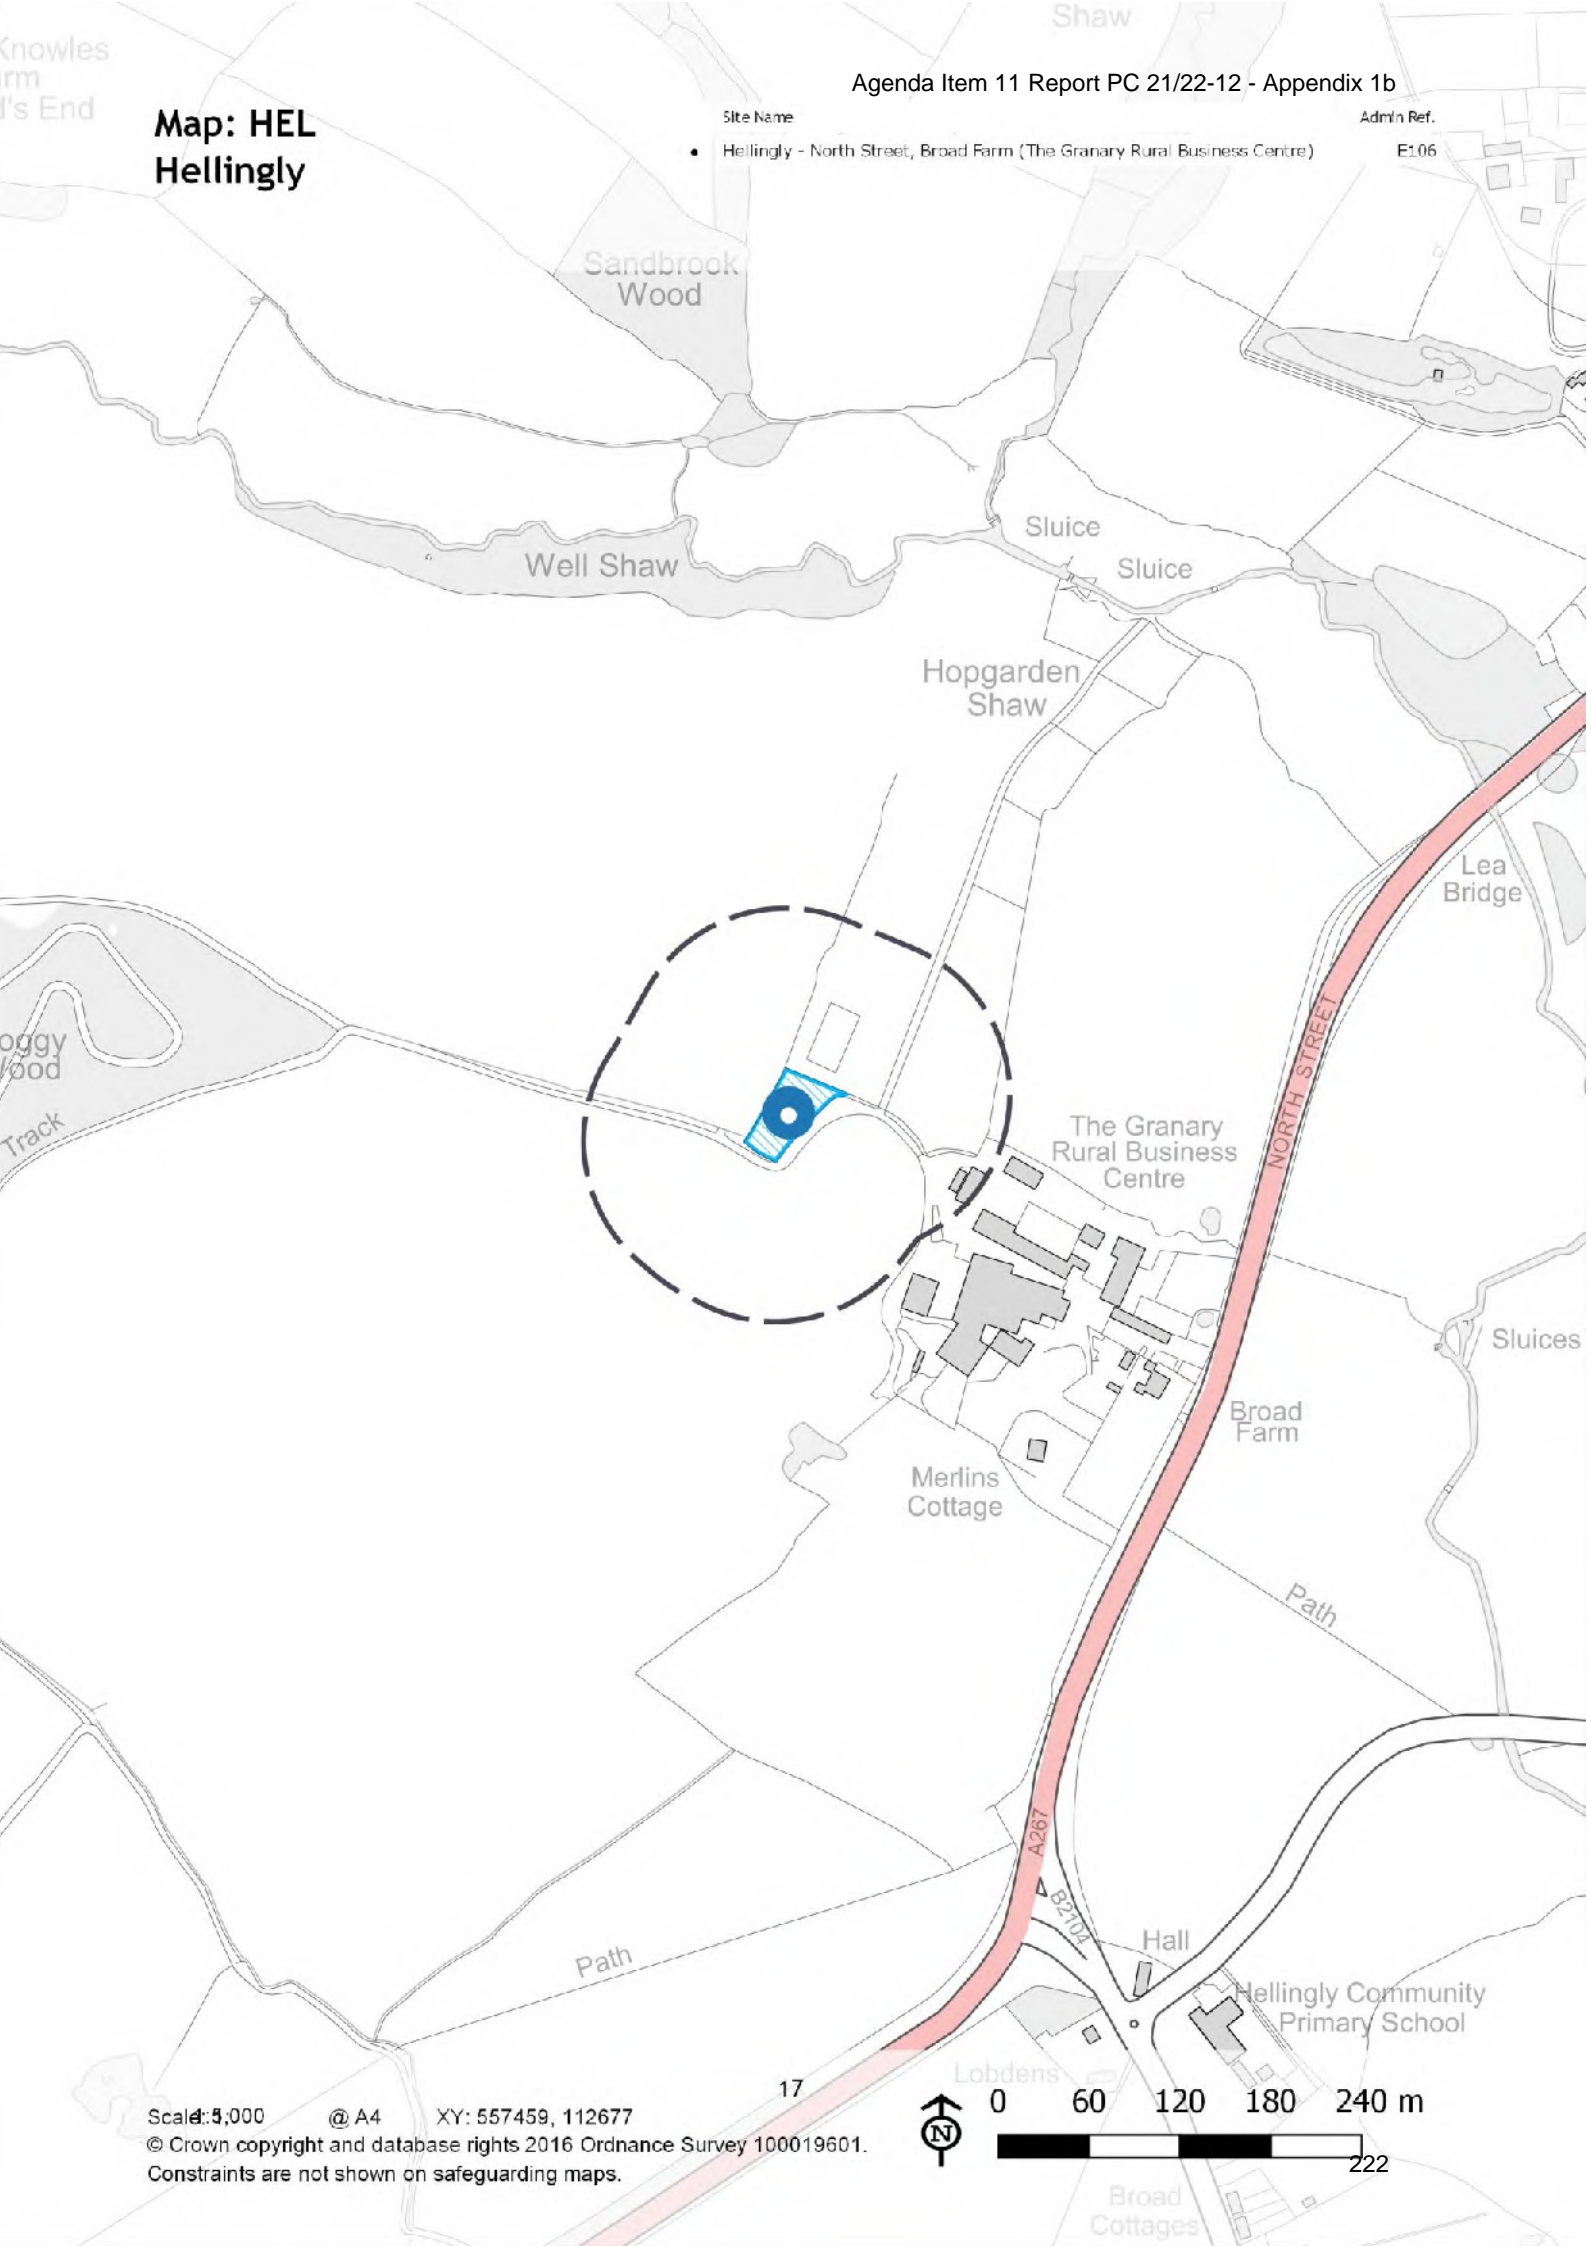 Shaw
Knowles
End
Agenda Item 11 Report PC 21/22-12 - Appendix 1b
Map: HEL
Hellingly
Site Name
Admin Ref.
• Hellingly - North Street, Broad Farm (The Granary Rural Business Centre)
E106
Sandbrook
Wood
Sluice
Well Shaw
Sluice
Hopgarden
Shaw
Lea
Bridge
NORTH STREET
Track
The Granary
Rural Business
Centre
Sluices
Broad
Farm
Merlins
Cottage
Path
A267
B2104
Hall
Path
Hellingly Community
Primary School
Lobdens
17
0 60 120 180 240 m
@ A4
XY: 557459, 112677
N
© Crown copyright and database rights 2016 Ordnance Survey 100019601.
Constraints are not shown on safeguarding maps.
222
Broad
Cottages